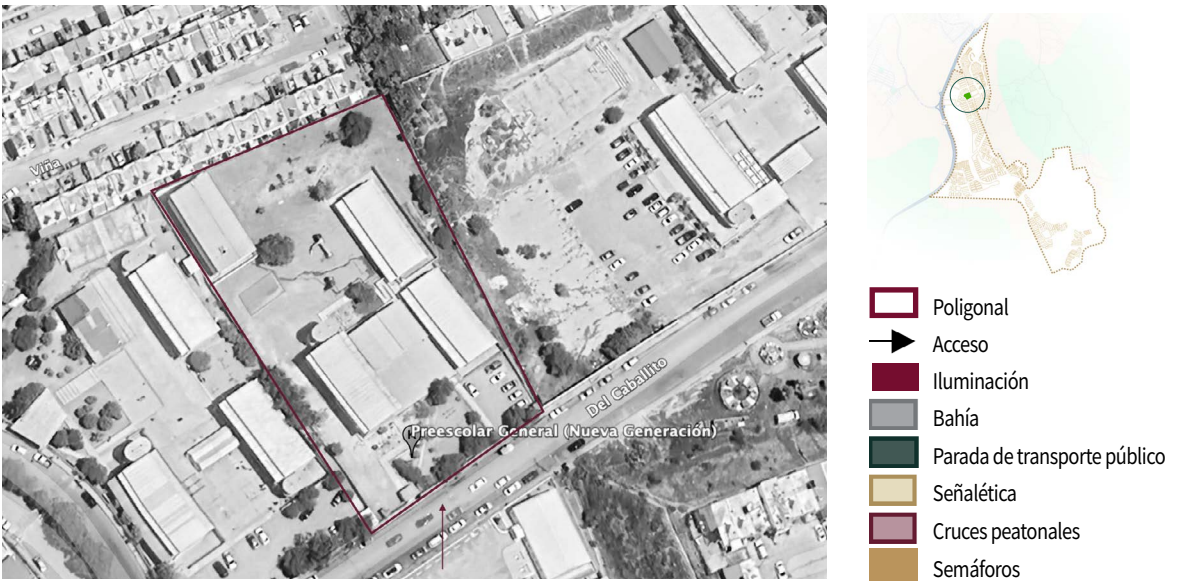 Viña
Del Caballito
Preescolar General (Nueva Generación)
Poligonal
Acceso
Iluminación
Bahía
Parada de transporte público
Señalética
Cruces peatonales
Semáforos